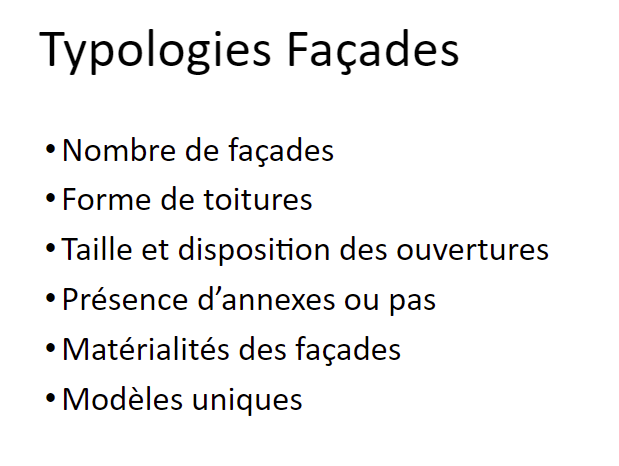 Typologies Façades
• Nombre de façades
• Forme de toitures
• Taille et disposition des ouvertures
• Présence d’annexes ou pas
• Matérialités des façades
• Modèles uniques